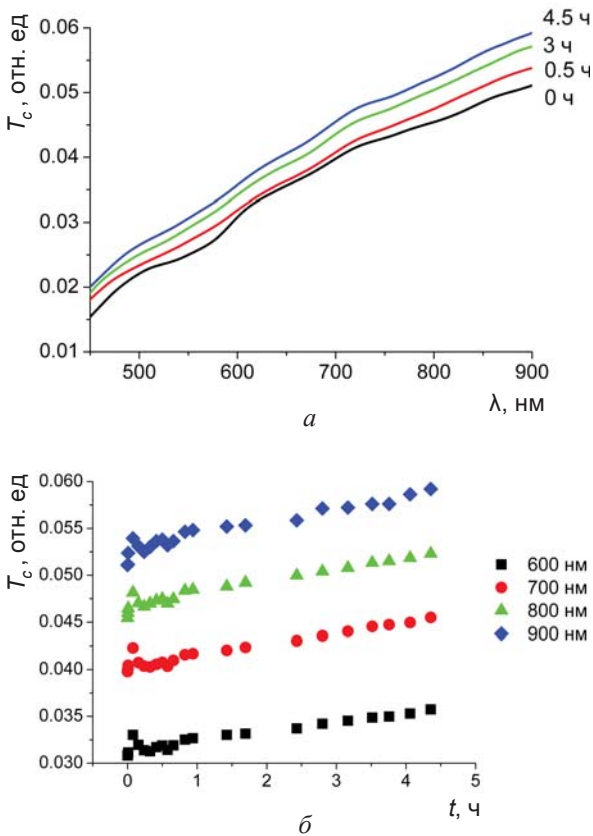 0.06
0.05
0.04
0.03
0.02
0.01
T_c, отн. ед
4.5 ч
3 ч
0.5 ч
0 ч
500 600 700 800 900
λ, нм
а
0.060
0.055
0.050
0.045
0.040
0.035
0.030
T_c, отн. ед
600 нм
700 нм
800 нм
900 нм
0 1 2 3 4 5
t, ч
б